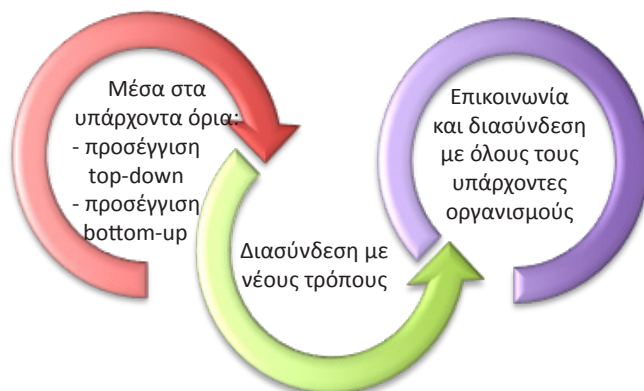 Μέσα στα
υπάρχοντα όρια:
- προσέγγιση
top-down
- προσέγγιση
bottom-up
Διασύνδεση με
νέους τρόπους
Επικοινωνία
και διασύνδεση
με όλους τους
υπάρχοντες
οργανισμούς